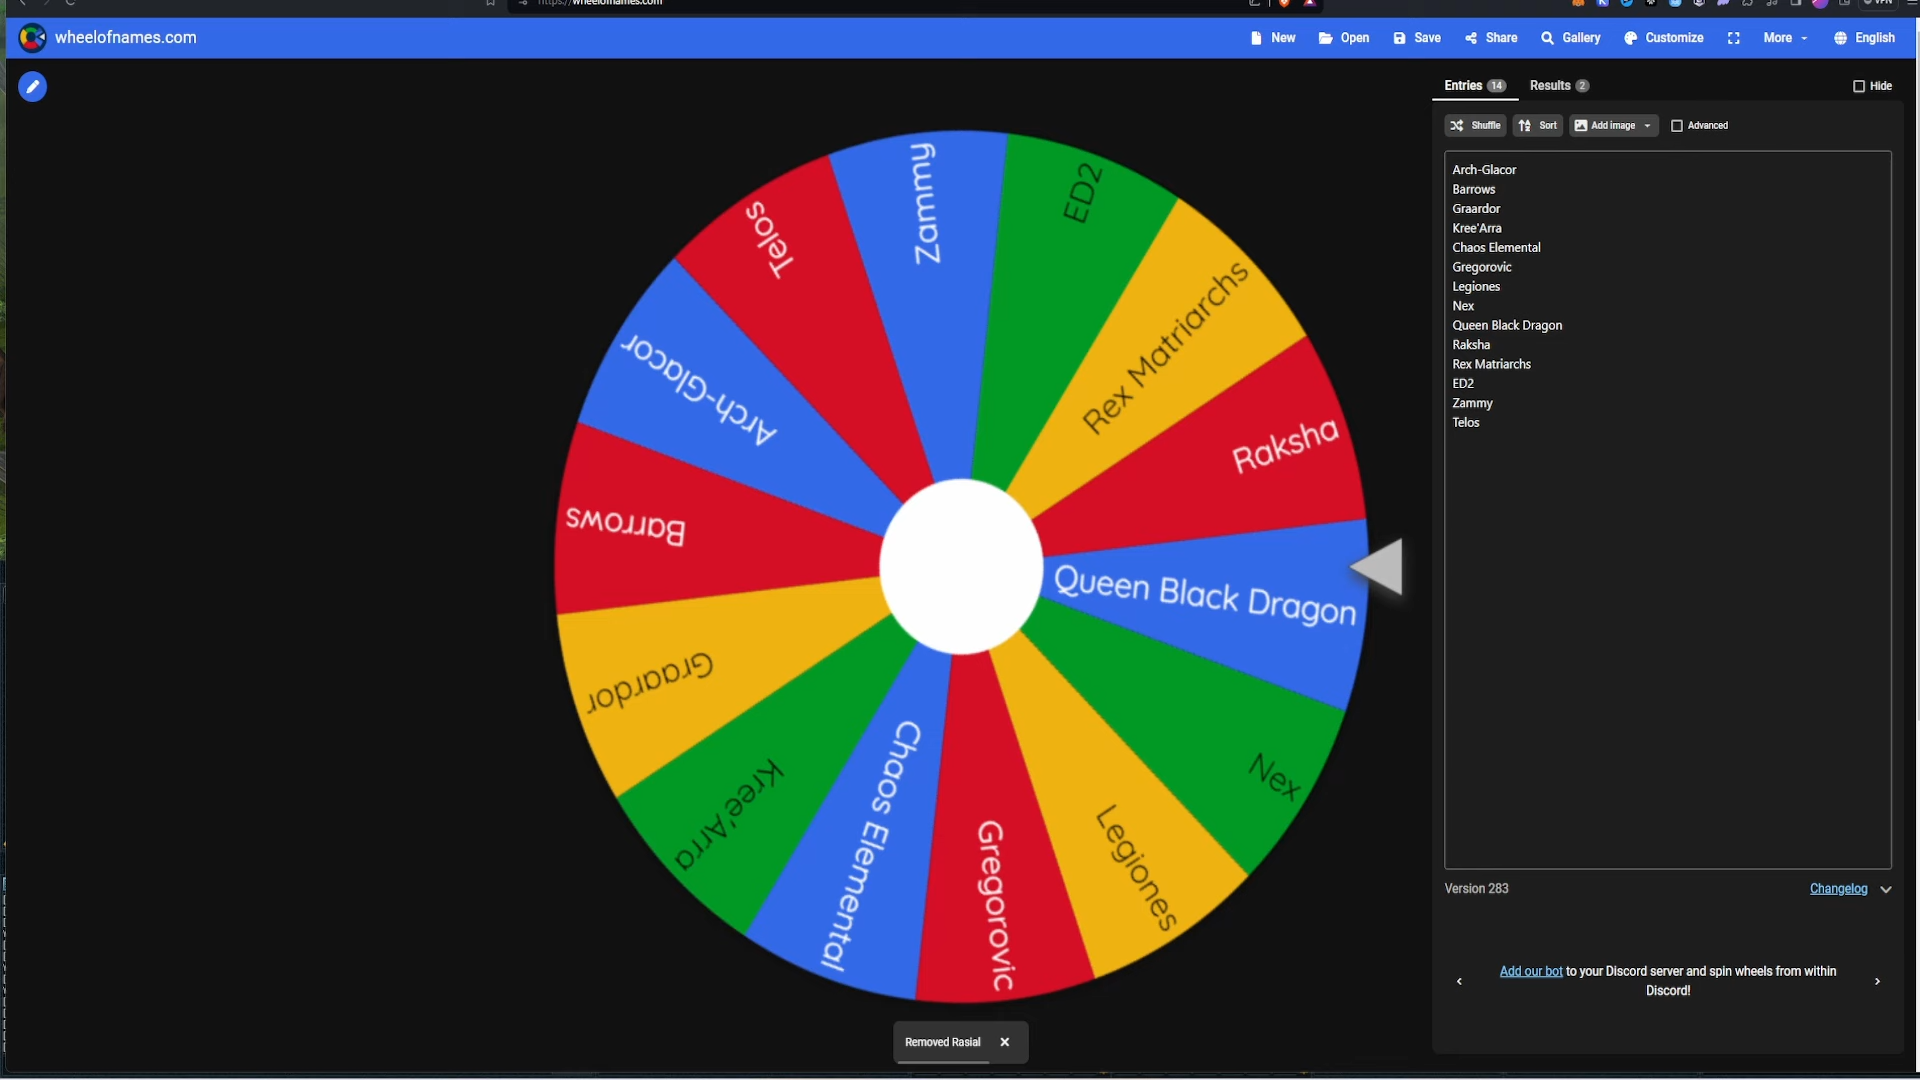 https://wheelofnames.com
VPN
wheelofnames.com
New
Open
Save
Share
Gallery
Customize
More
English
Entries 14
Results 2
Hide
Shuffle
Sort
Add image
Advanced
Arch-Glacor
Barrows
Graardor
Kree'Arra
Chaos Elemental
Gregorovic
Legiones
Nex
Queen Black Dragon
Raksha
Rex Matriarchs
ED2
Zammy
Telos
Zammy
ED2
Rex Matriarchs
Raksha
Queen Black Dragon
Nex
Legiones
Gregorovic
Chaos Elemental
Kree'Arra
Graardor
Barrows
Arch-Glacor
Telos
Version 283
Changelog
Add our bot to your Discord server and spin wheels from within
Discord!
Removed Rasial